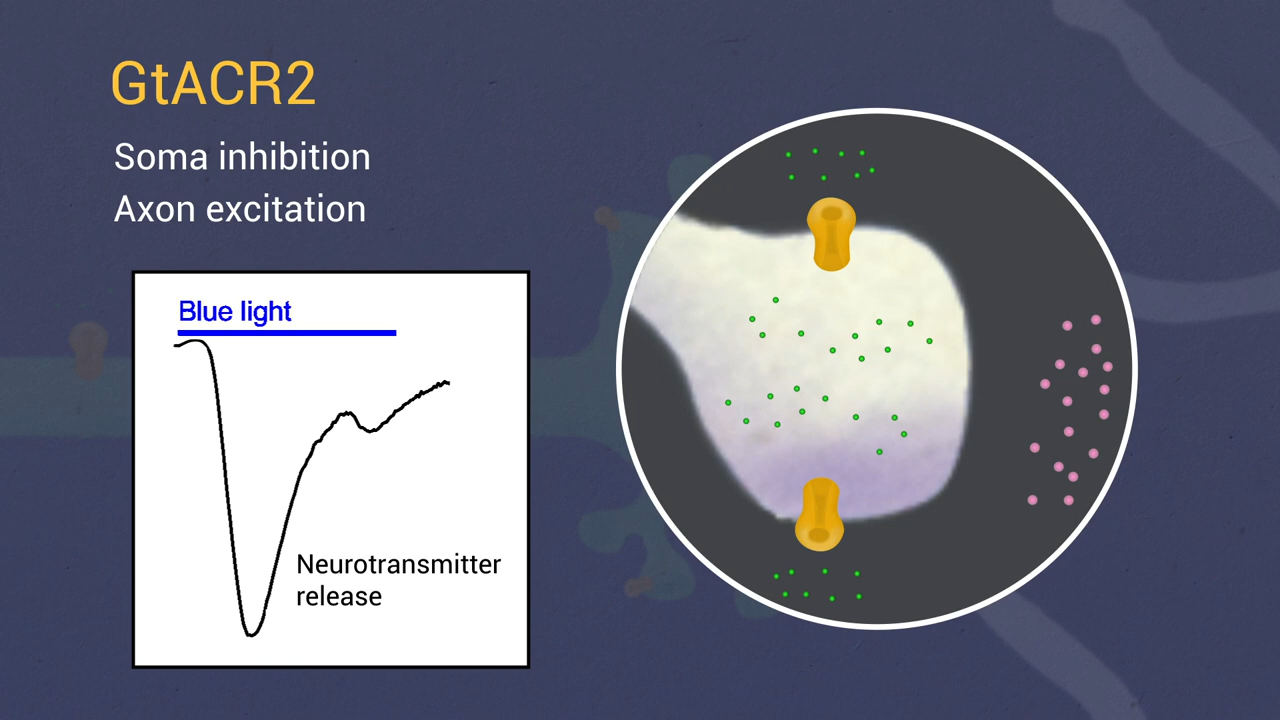 GtACR2
Soma inhibition
Axon excitation
Blue light
Neurotransmitter
release